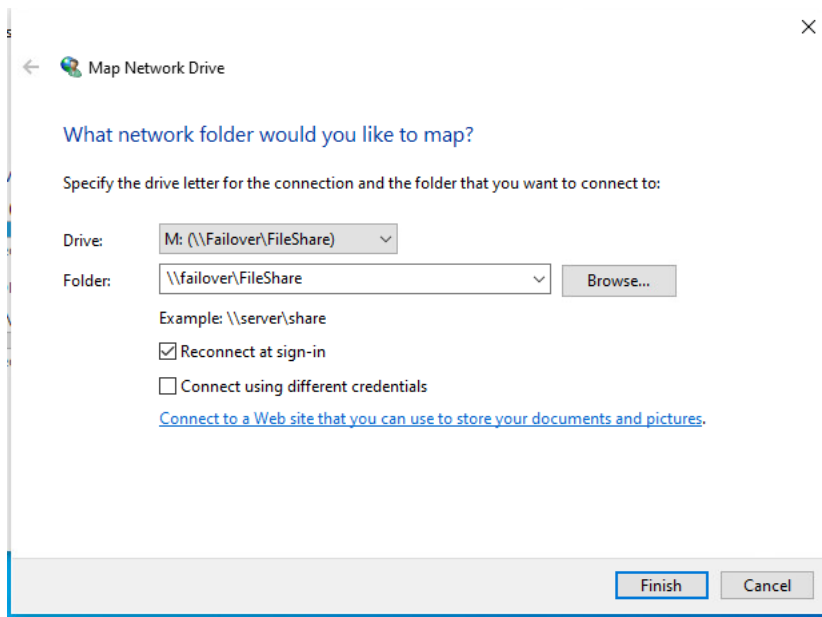 Map Network Drive
What network folder would you like to map?
Specify the drive letter for the connection and the folder that you want to connect to:
Drive: M: (\\Failover\FileShare)
Folder: \\failover\FileShare Browse...
Example: \\server\share
Reconnect at sign-in
Connect using different credentials
Connect to a Web site that you can use to store your documents and pictures.
Finish Cancel